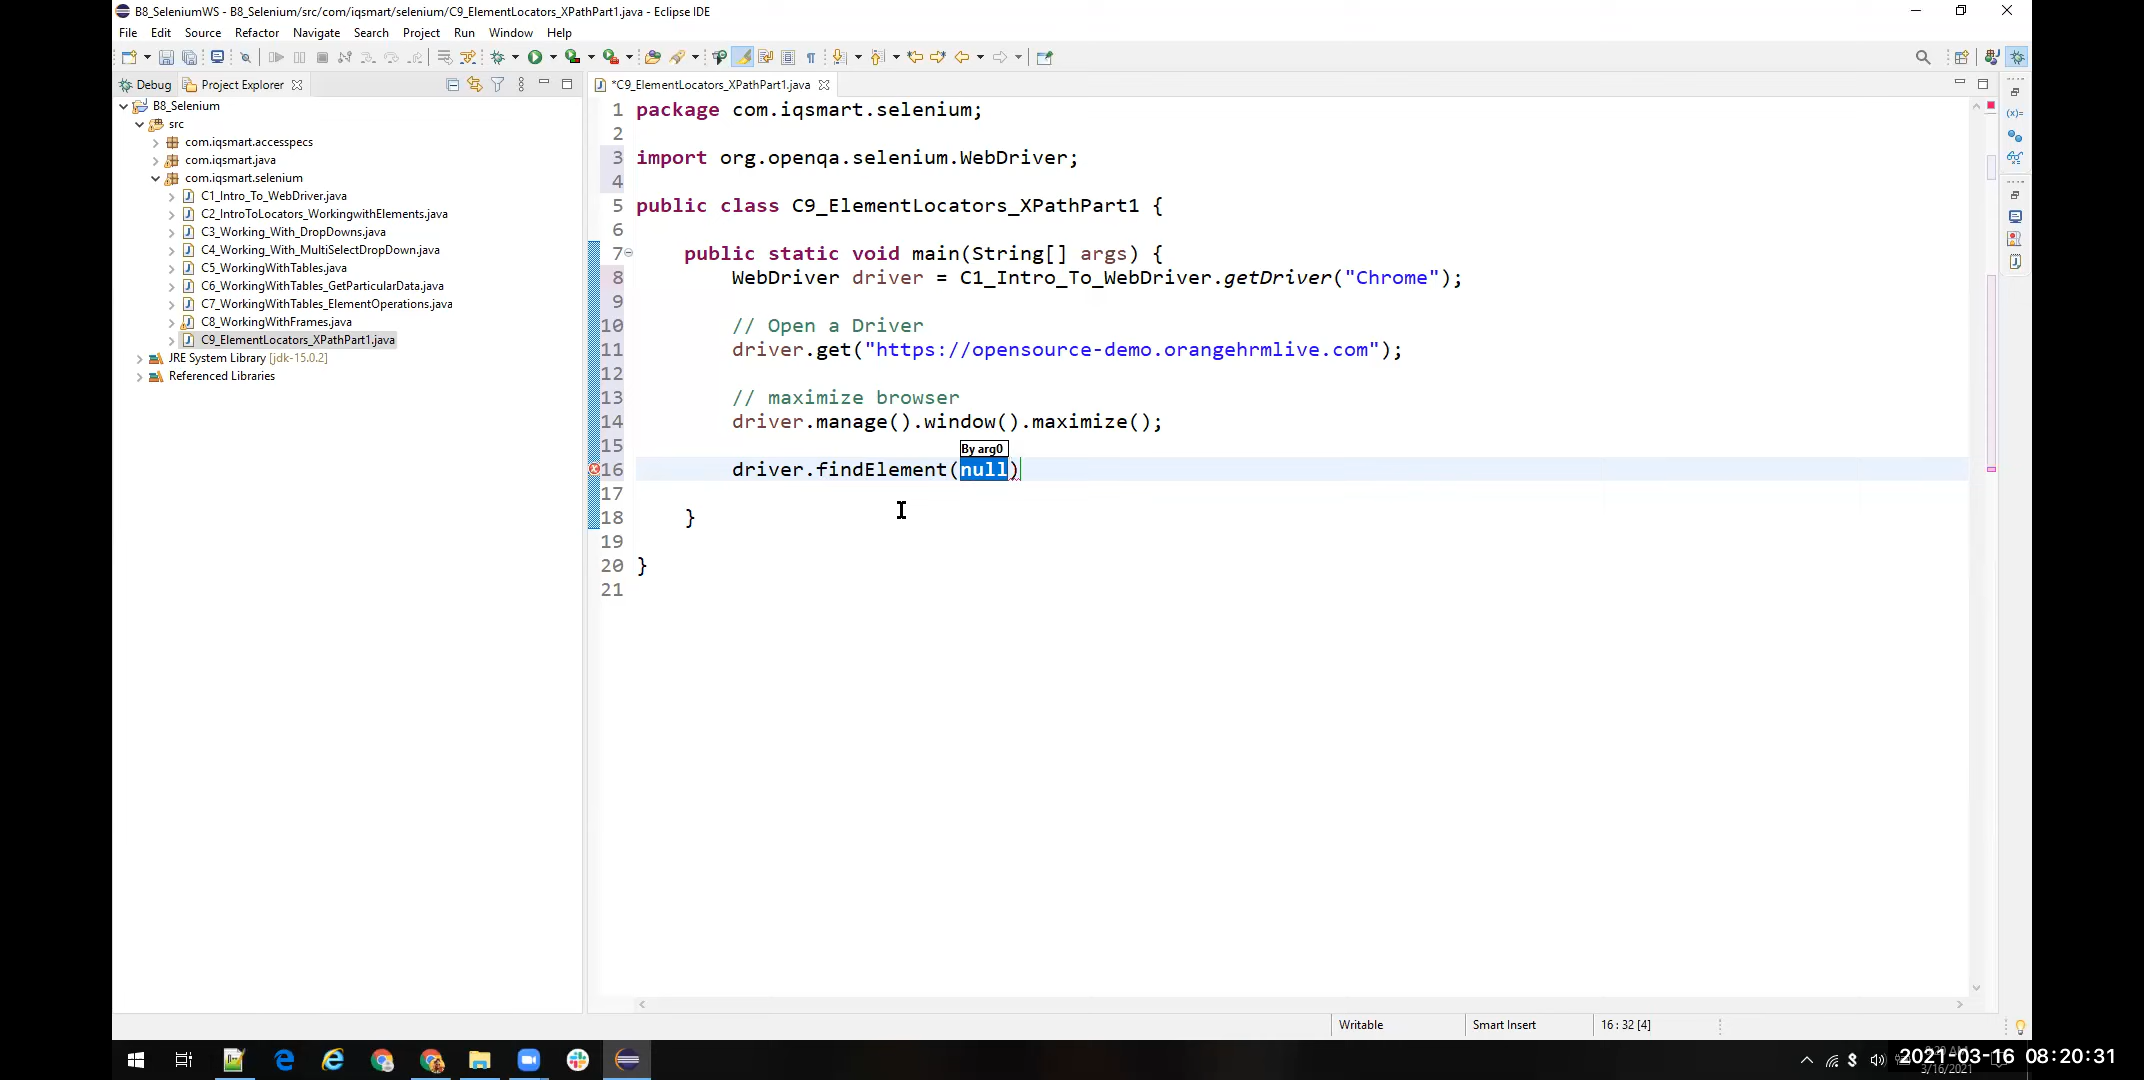 B8_SeleniumWS - B8_Selenium/src/com/iqsmart/selenium/C9_ElementLocators_XPathPart1.java - Eclipse IDE
File Edit Source Refactor Navigate Search Project Run Window Help
Debug Project Explorer
*C9_ElementLocators_XPathPart1.java
B8_Selenium
src
com.iqsmart.accesspecs
com.iqsmart.java
com.iqsmart.selenium
C1_Intro_To_WebDriver.java
C2_IntroToLocators_WorkingwithElements.java
C3_Working_With_DropDowns.java
C4_Working_With_MultiSelectDropDown.java
C5_WorkingWithTables.java
C6_WorkingWithTables_GetParticularData.java
C7_WorkingWithTables_ElementOperations.java
C8_WorkingWithFrames.java
C9_ElementLocators_XPathPart1.java
JRE System Library [jdk-15.0.2]
Referenced Libraries
1 package com.iqsmart.selenium;
2
3 import org.openqa.selenium.WebDriver;
4
5 public class C9_ElementLocators_XPathPart1 {
6
7 public static void main(String[] args) {
8 WebDriver driver = C1_Intro_To_WebDriver.getDriver("Chrome");
9
10 // Open a Driver
11 driver.get("https://opensource-demo.orangehrmlive.com");
12
13 // maximize browser
14 driver.manage().window().maximize();
15
By arg0
16 driver.findElement(null)
17
18 }
19
20 }
21
Writable Smart Insert 16 : 32 [4]
2021-03-16 08:20:31
3/16/2021